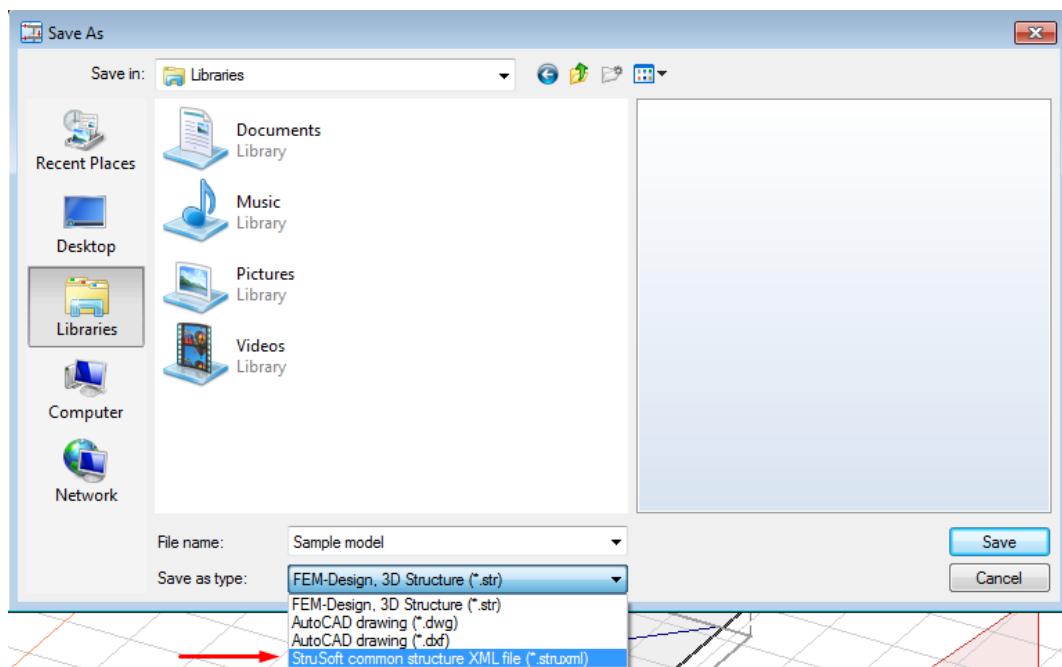 Save As
Save in:
Libraries
Recent Places
Desktop
Libraries
Computer
Network
Documents
Library
Music
Library
Pictures
Library
Videos
Library
File name:
Sample model
Save
Save as type:
FEM-Design, 3D Structure (*.str)
Cancel
FEM-Design, 3D Structure (*.str)
AutoCAD drawing (*.dwg)
AutoCAD drawing (*.dxf)
StruSoft common structure XML file (*.struxml)